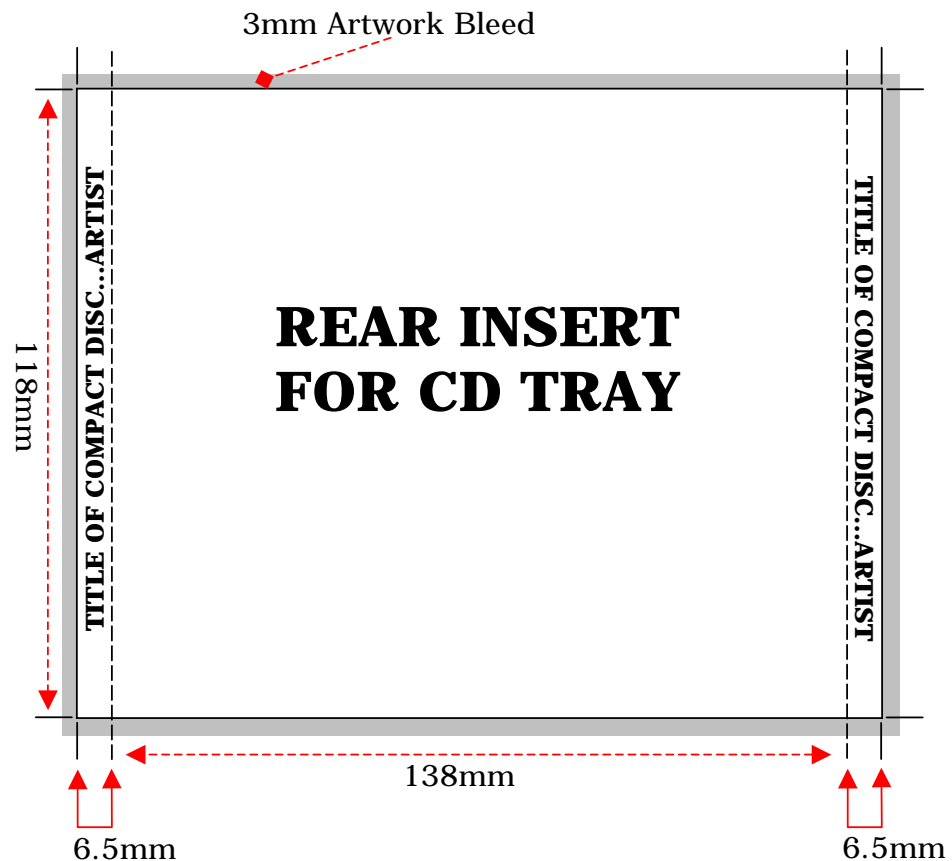 3mm Artwork Bleed
TITLE OF COMPACT DISC...ARTIST
118mm
REAR INSERT
FOR CD TRAY
TITLE OF COMPACT DISC...ARTIST
138mm
6.5mm
6.5mm